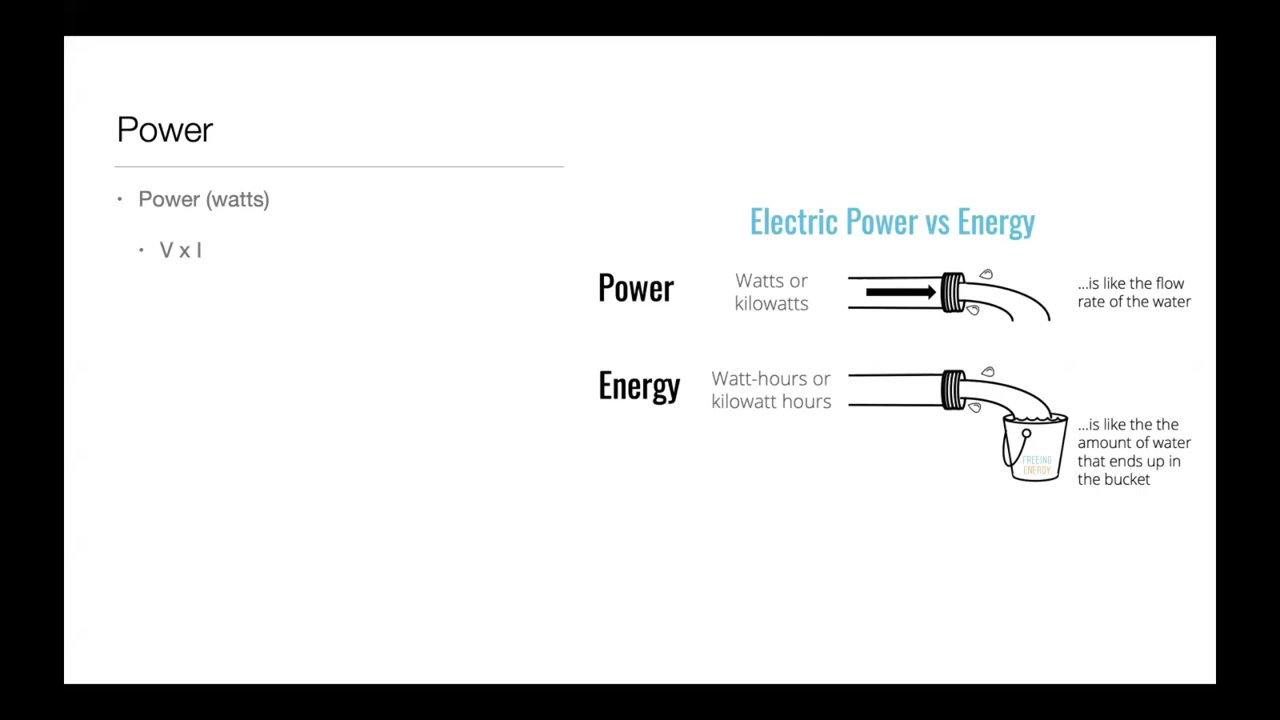 Power
• Power (watts)
• V x I
Electric Power vs Energy
Power
Watts or
kilowatts
...is like the flow
rate of the water
Energy
Watt-hours or
kilowatt hours
...is like the the
amount of water
that ends up in
the bucket
FREEING
ENERGY